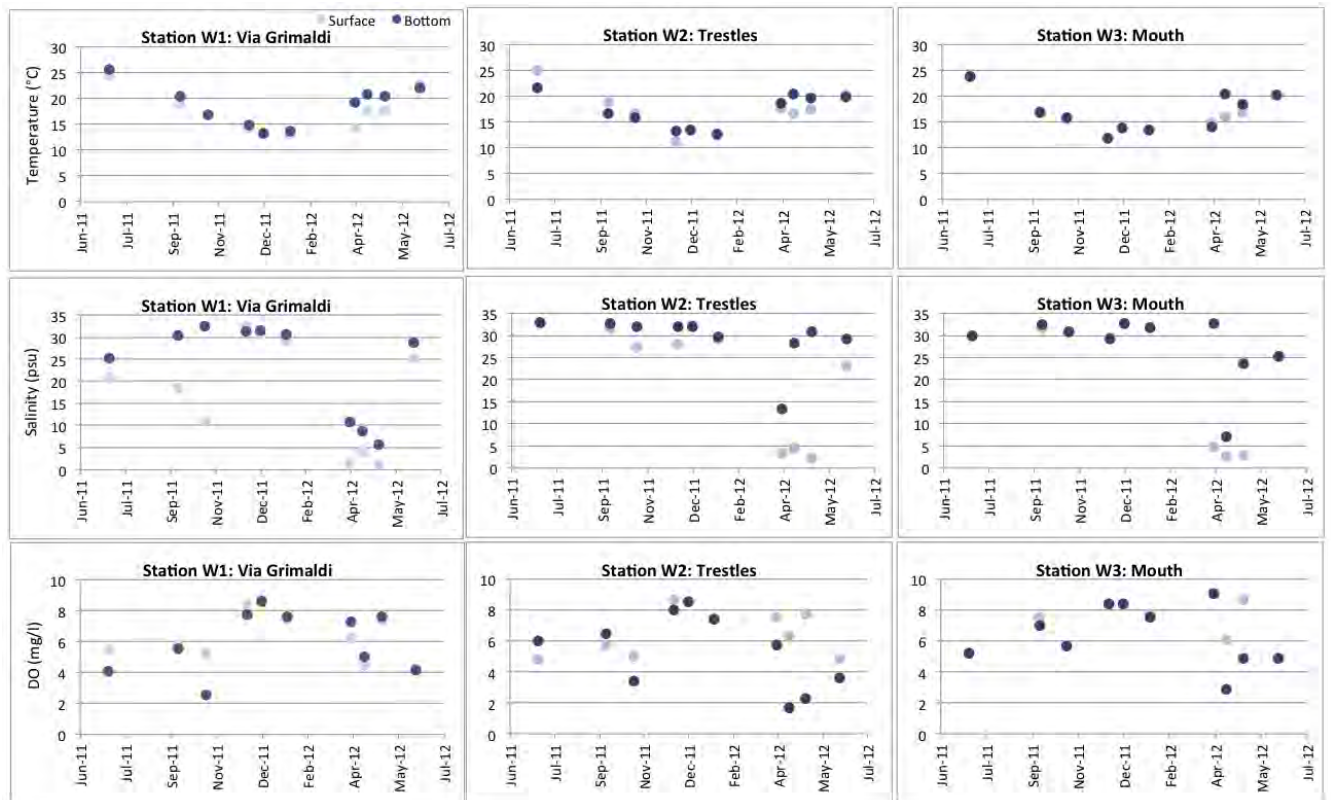 Surface Bottom
Station W1: Via Grimaldi
Temperature (°C)
30
25
20
15
10
5
0
Jun-11 Jul-11 Sep-11 Nov-11 Dec-11 Feb-12 Apr-12 May-12 Jul-12
Station W2: Trestles
30
25
20
15
10
5
0
Jun-11 Jul-11 Sep-11 Nov-11 Dec-11 Feb-12 Apr-12 May-12 Jul-12
Station W3: Mouth
30
25
20
15
10
5
0
Jun-11 Jul-11 Sep-11 Nov-11 Dec-11 Feb-12 Apr-12 May-12 Jul-12
Station W1: Via Grimaldi
Salinity (psu)
35
30
25
20
15
10
5
0
Jun-11 Jul-11 Sep-11 Nov-11 Dec-11 Feb-12 Apr-12 May-12 Jul-12
Station W2: Trestles
35
30
25
20
15
10
5
0
Jun-11 Jul-11 Sep-11 Nov-11 Dec-11 Feb-12 Apr-12 May-12 Jul-12
Station W3: Mouth
35
30
25
20
15
10
5
0
Jun-11 Jul-11 Sep-11 Nov-11 Dec-11 Feb-12 Apr-12 May-12 Jul-12
Station W1: Via Grimaldi
DO (mg/l)
10
8
6
4
2
0
Jun-11 Jul-11 Sep-11 Nov-11 Dec-11 Feb-12 Apr-12 May-12 Jul-12
Station W2: Trestles
10
8
6
4
2
0
Jun-11 Jul-11 Sep-11 Nov-11 Dec-11 Feb-12 Apr-12 May-12 Jul-12
Station W3: Mouth
10
8
6
4
2
0
Jun-11 Jul-11 Sep-11 Nov-11 Dec-11 Feb-12 Apr-12 May-12 Jul-12